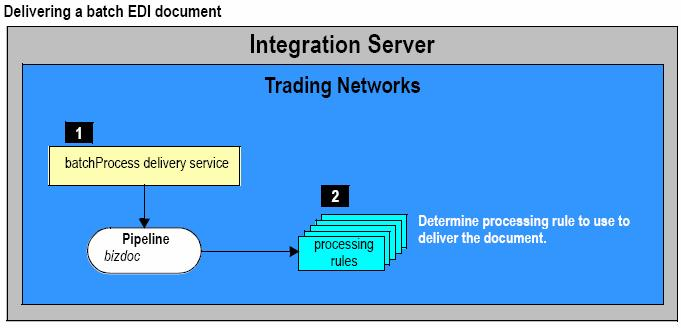 Delivering a batch EDI document
Integration Server
Trading Networks
1
batchProcess delivery service
Pipeline
bizdoc
2
processing
rules
Determine processing rule to use to
deliver the document.